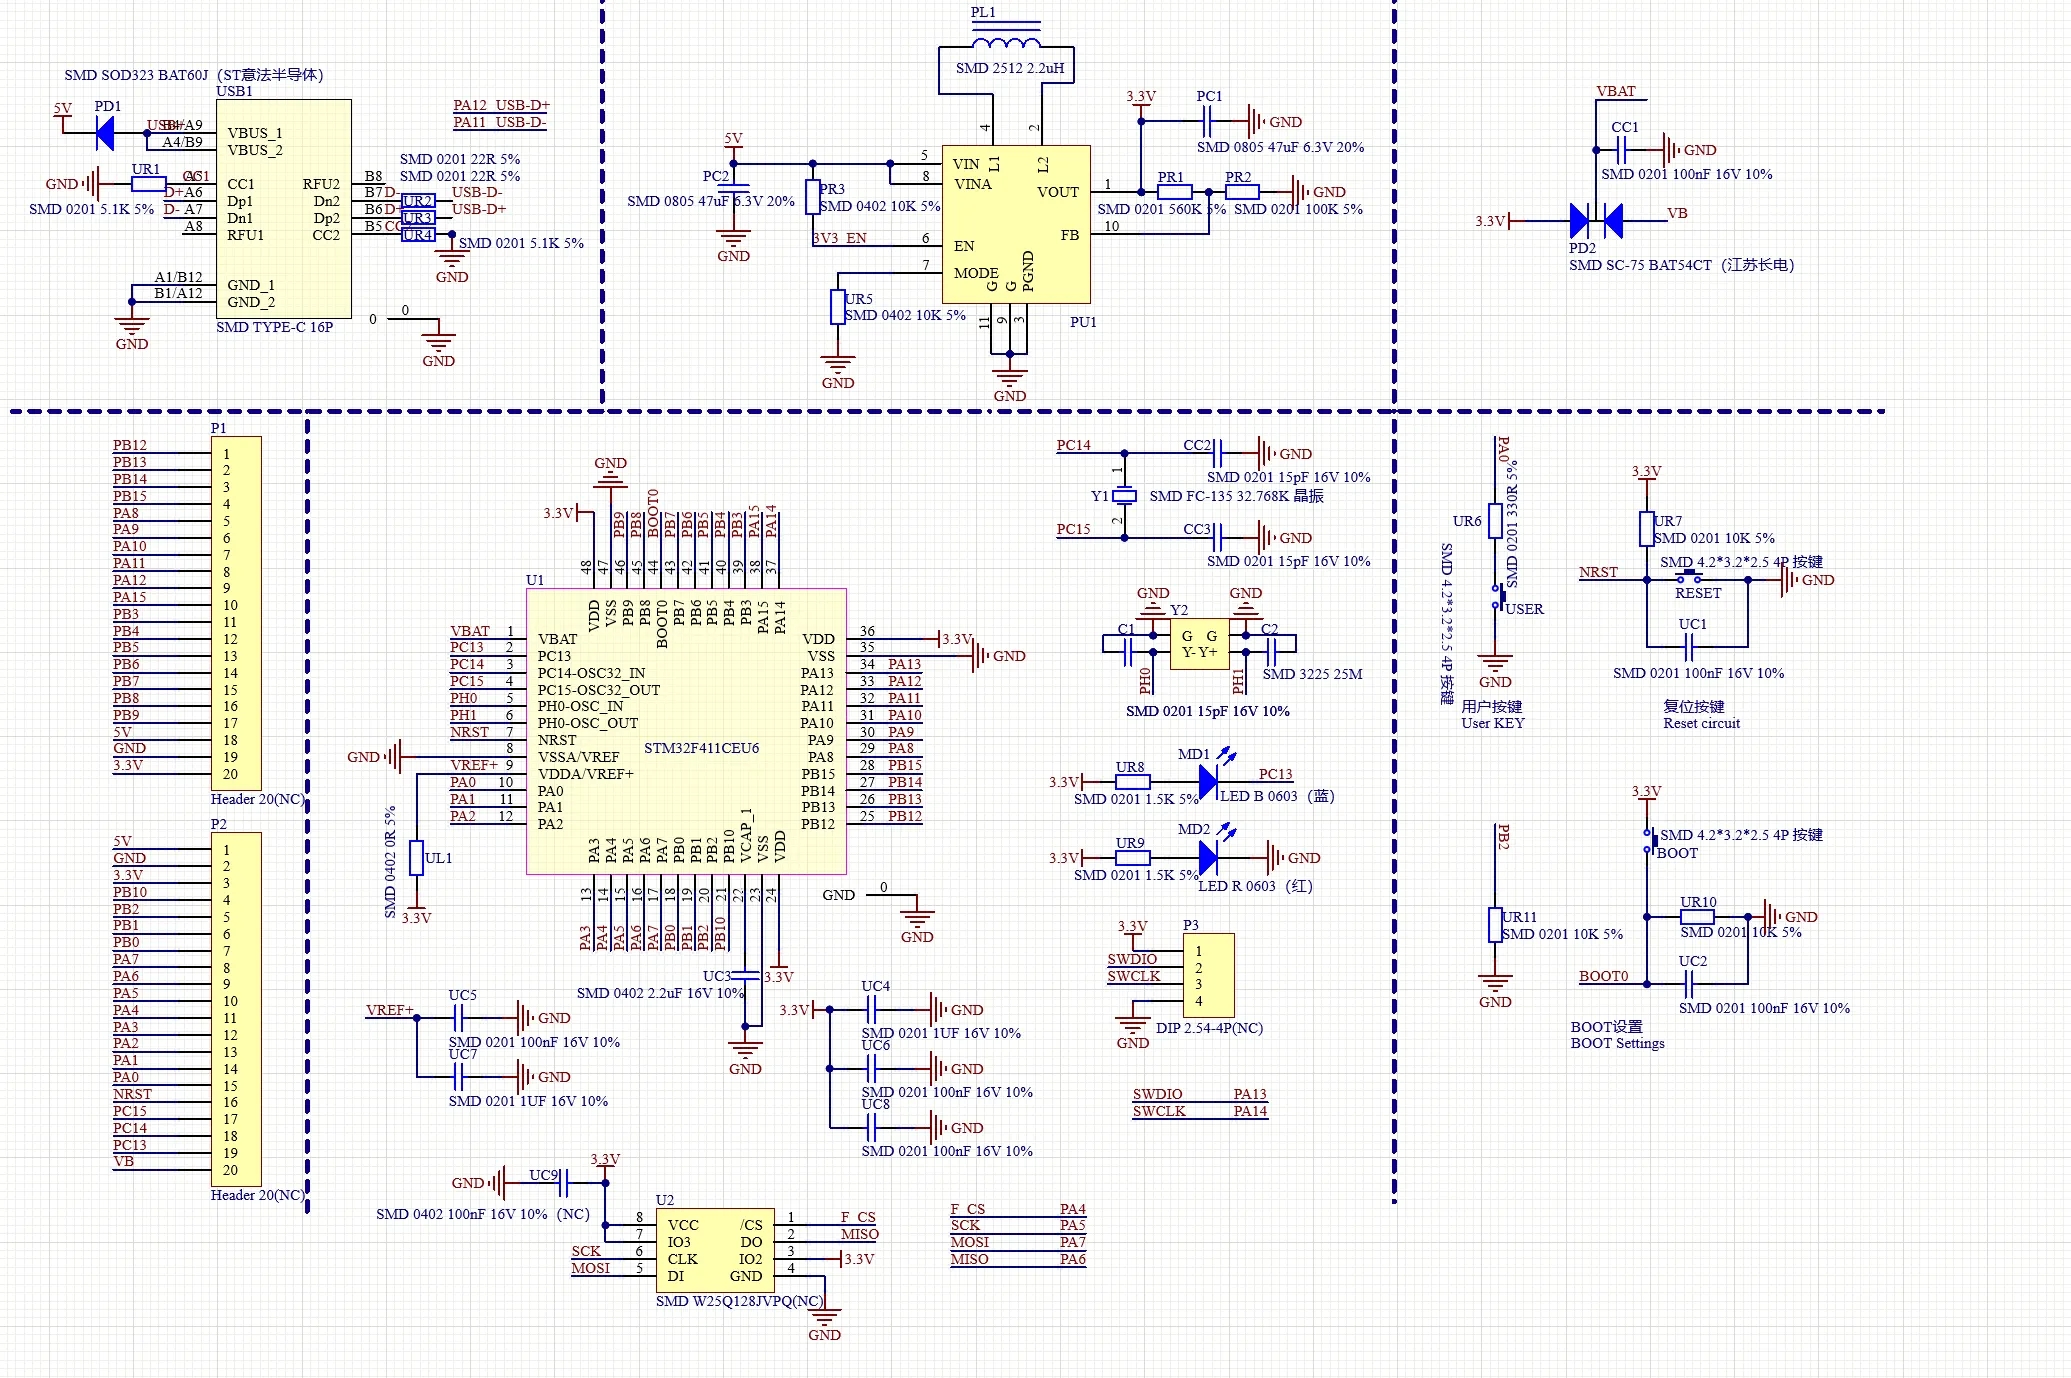 SMD SOD323 BAT60J（ST意法半导体）
USB1
5V
PD1
B4/A9
A4/B9
VBUS_1
VBUS_2
PA12 USB-D+
PA11 USB-D-
SMD 0201 22R 5%
SMD 0201 22R 5%
GND
UR1
SMD 0201 5.1K 5%
D+
D-
A6
A7
A8
CC1
Dp1
Dn1
RFU1
RFU2
Dn2
Dp2
CC2
B8
B7
B6
B5
D-
UR2
UR3
UR4
USB-D-
USB-D+
SMD 0201 5.1K 5%
GND
A1/B12
B1/A12
GND_1
GND_2
SMD TYPE-C 16P
GND
0
0
GND
PL1
SMD 2512 2.2uH
4
2
5V
PC2
SMD 0805 47uF 6.3V 20%
GND
PR3
SMD 0402 10K 5%
3V3_EN
5
8
6
7
VIN
VINA
EN
MODE
L1
L2
VOUT
FB
G
G
PGND
11
9
3
PU1
1
10
UR5
SMD 0402 10K 5%
GND
GND
3.3V
PC1
GND
SMD 0805 47uF 6.3V 20%
PR1
PR2
GND
SMD 0201 560K 5%
SMD 0201 100K 5%
VBAT
CC1
GND
SMD 0201 100nF 16V 10%
3.3V
VB
PD2
SMD SC-75 BAT54CT（江苏长电）
P1
PB12 1
PB13 2
PB14 3
PB15 4
PA8 5
PA9 6
PA10 7
PA11 8
PA12 9
PA15 10
PB3 11
PB4 12
PB5 13
PB6 14
PB7 15
PB8 16
PB9 17
5V 18
GND 19
3.3V 20
Header 20(NC)
P2
5V 1
GND 2
3.3V 3
PB10 4
PB2 5
PB1 6
PB0 7
PA7 8
PA6 9
PA5 10
PA4 11
PA3 12
PA2 13
PA1 14
PA0 15
NRST 16
PC15 17
PC14 18
PC13 19
VB 20
Header 20(NC)
GND
3.3V
PB9
PB8
BOOT0
PB7
PB6
PB5
PB4
PB3
PA15
PA14
48 47 46 45 44 43 42 41 40 39 38 37
U1
VDD
VSS
PB9
PB8
BOOT0
PB7
PB6
PB5
PB4
PB3
PA15
PA14
VBAT 1 VBAT
PC13 2 PC13
PC14 3 PC14-OSC32_IN
PC15 4 PC15-OSC32_OUT
PH0 5 PH0-OSC_IN
PH1 6 PH0-OSC_OUT
NRST 7 NRST
GND 8 VSSA/VREF
VREF+ 9 VDDA/VREF+
PA0 10 PA0
PA1 11 PA1
PA2 12 PA2
STM32F411CEU6
VDD 36 3.3V
VSS 35 GND
PA13 34 PA13
PA12 33 PA12
PA11 32 PA11
PA10 31 PA10
PA9 30 PA9
PA8 29 PA8
PB15 28 PB15
PB14 27 PB14
PB13 26 PB13
PB12 25 PB12
PA3
PA4
PA5
PA6
PA7
PB0
PB1
PB2
PB10
VCAP_1
VSS
VDD
13 14 15 16 17 18 19 20 21 22 23 24
PA3
PA4
PA5
PA6
PA7
PB0
PB1
PB2
PB10
SMD 0402 0R 5%
UL1
3.3V
GND 0
GND
UC3
3.3V
SMD 0402 2.2uF 16V 10%
GND
VREF+
UC5
GND
SMD 0201 100nF 16V 10%
UC7
GND
SMD 0201 1UF 16V 10%
3.3V
UC4
GND
SMD 0201 1UF 16V 10%
UC6
GND
SMD 0201 100nF 16V 10%
UC8
GND
SMD 0201 100nF 16V 10%
GND
UC9
3.3V
SMD 0402 100nF 16V 10%（NC）
U2
8 VCC
7 IO3
SCK 6 CLK
MOSI 5 DI
/CS 1 F_CS
DO 2 MISO
IO2 3 3.3V
GND 4
SMD W25Q128JVPQ(NC)
GND
F_CS PA4
SCK PA5
MOSI PA7
MISO PA6
PC14
CC2
GND
SMD 0201 15pF 16V 10%
1
Y1
SMD FC-135 32.768K 晶振
2
PC15
CC3
GND
SMD 0201 15pF 16V 10%
GND
GND
Y2
C1
C2
G G
Y- Y+
PH0
PH1
SMD 3225 25M
SMD 0201 15pF 16V 10%
MD1
3.3V
UR8
PC13
SMD 0201 1.5K 5%
LED B 0603（蓝）
MD2
3.3V
UR9
GND
SMD 0201 1.5K 5%
LED R 0603（红）
3.3V
P3
1
SWDIO 2
SWCLK 3
4
GND
DIP 2.54-4P(NC)
SWDIO PA13
SWCLK PA14
PA0
UR6
SMD 0201 330R 5%
SMD 4.2*3.2*2.5 4P 按键
USER
GND
用户按键
User KEY
3.3V
UR7
SMD 0201 10K 5%
SMD 4.2*3.2*2.5 4P 按键
NRST
GND
RESET
UC1
SMD 0201 100nF 16V 10%
复位按键
Reset circuit
PB2
UR11
SMD 0201 10K 5%
GND
3.3V
SMD 4.2*3.2*2.5 4P 按键
BOOT
UR10
GND
SMD 0201 10K 5%
UC2
BOOT0
SMD 0201 100nF 16V 10%
BOOT设置
BOOT Settings